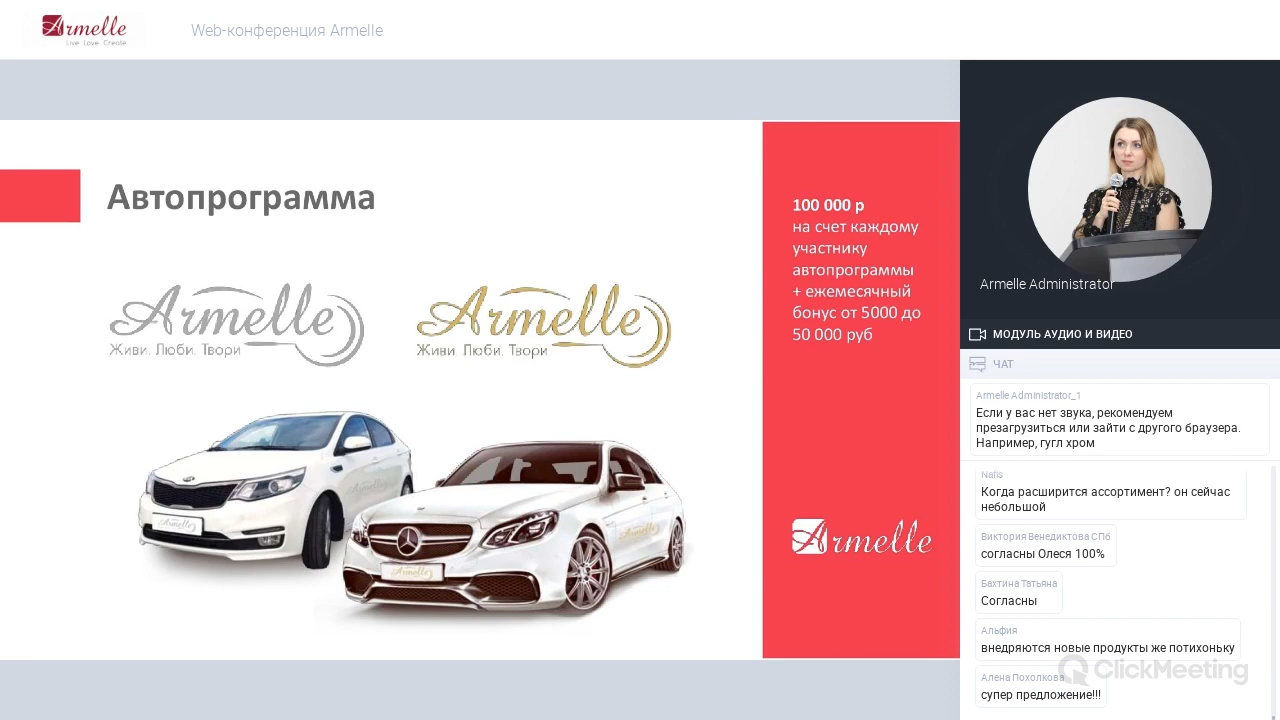 Armelle
Live Love Create
Web-конференция Armelle
Автопрограмма
Armelle
Живи. Люби. Твори
Armelle
Живи. Люби. Твори
Armelle
Armelle
Armelle
Armelle
100 000 р
на счет каждому
участнику
автопрограммы
+ ежемесячный
бонус от 5000 до
50 000 руб
Armelle
Armelle Administrator
МОДУЛЬ АУДИО И ВИДЕО
ЧАТ
Armelle Administrator_1
Если у вас нет звука, рекомендуем
презагрузиться или зайти с другого браузера.
Например, гугл хром
Nafis
Когда расширится ассортимент? он сейчас
небольшой
Виктория Венедиктова СПб
согласны Олеся 100%
Бахтина Татьяна
Согласны
Альфия
внедряются новые продукты же потихоньку
Алена Похолкова
супер предложение!!!
ClickMeeting